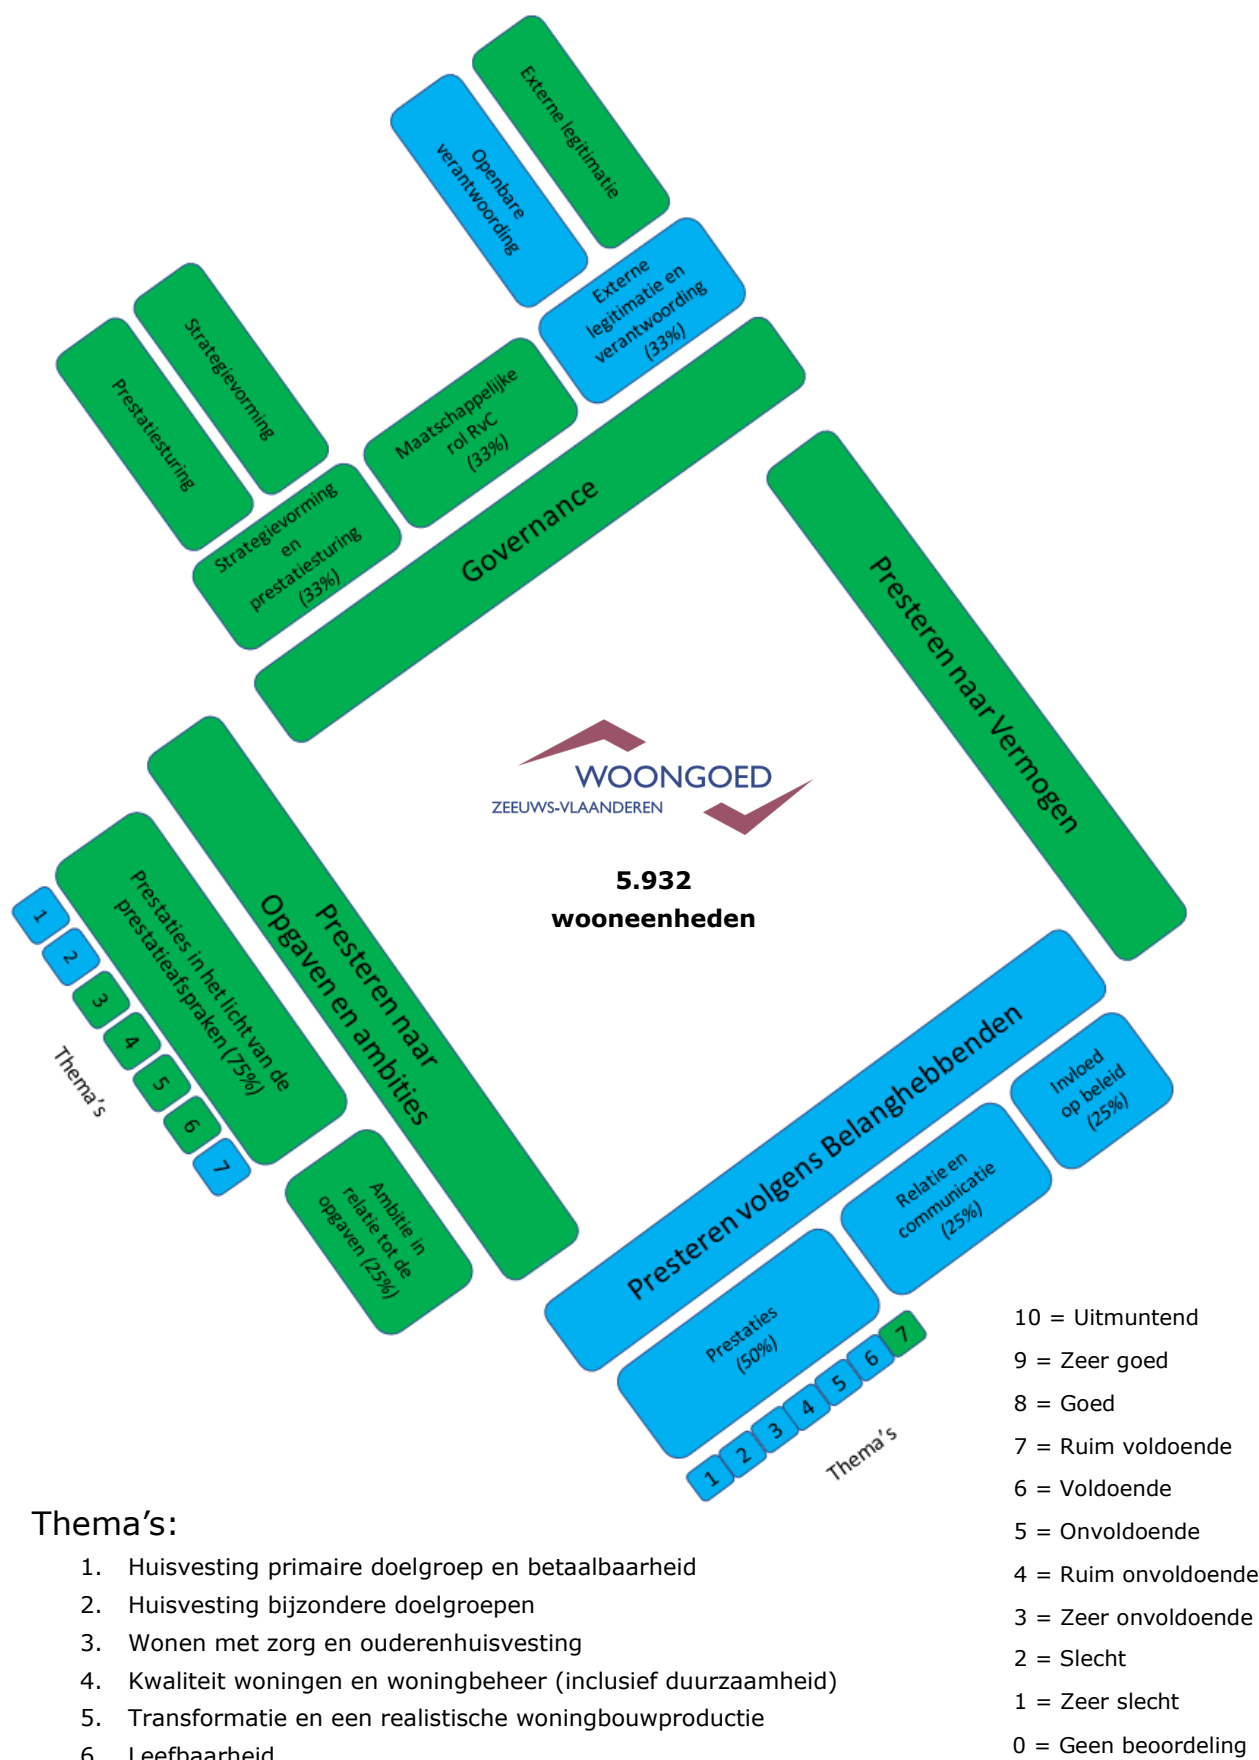 Externe legitimatie
Openbare
verantwoording
Externe
legitimatie en
verantwoording
(33%)
Strategievorming
Prestatiesturing
Maatschappelijke
rol RvC
(33%)
Strategievorming
en
prestatiesturing
(33%)
Governance
Presteren naar Vermogen
WOONGOED
ZEEUWS-VLAANDEREN
5.932
wooneenheden
Presteren naar
Opgaven en ambities
Prestaties in het licht van de
prestatieafspraken (75%)
1
2
3
4
5
6
7
Thema's
Ambitie in
relatie tot de
opgaven (25%)
Presteren volgens Belanghebbenden
Invloed
op beleid
(25%)
Relatie en
communicatie
(25%)
Prestaties
(50%)
1
2
3
4
5
6
7
Thema's
10 = Uitmuntend
9 = Zeer goed
8 = Goed
7 = Ruim voldoende
6 = Voldoende
5 = Onvoldoende
4 = Ruim onvoldoende
3 = Zeer onvoldoende
2 = Slecht
1 = Zeer slecht
0 = Geen beoordeling
Thema's:
1. Huisvesting primaire doelgroep en betaalbaarheid
2. Huisvesting bijzondere doelgroepen
3. Wonen met zorg en ouderenhuisvesting
4. Kwaliteit woningen en woningbeheer (inclusief duurzaamheid)
5. Transformatie en een realistische woningbouwproductie
6. Leefbaarheid